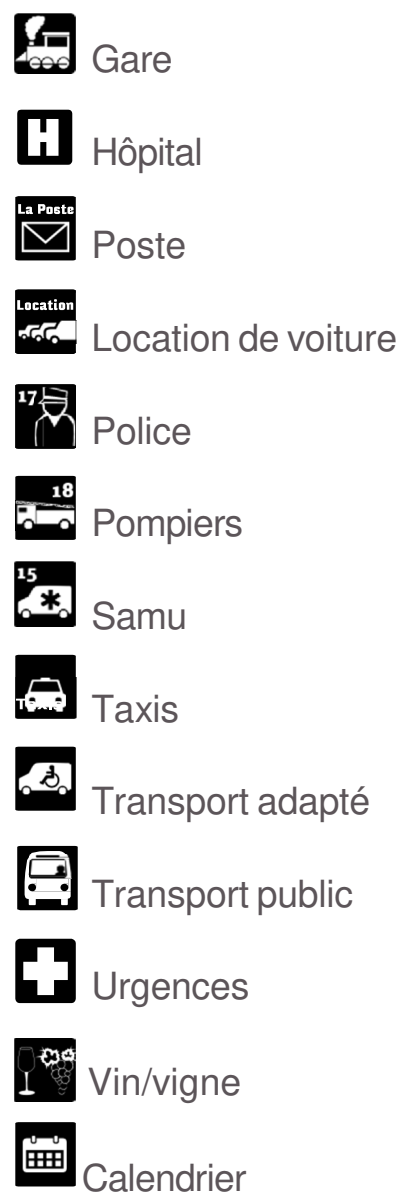 Gare
H
Hôpital
La Poste
Poste
Location
Location de voiture
17
Police
18
Pompiers
15
Samu
Taxis
Taxis
Transport adapté
Transport public
Urgences
Vin/vigne
Calendrier